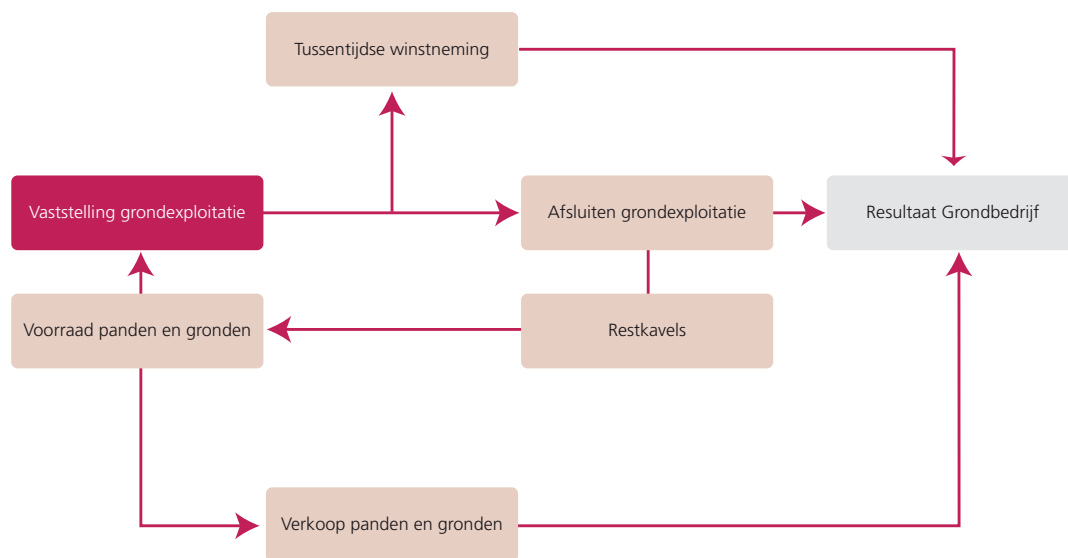 Tussentijdse winstneming
Vaststelling grondexploitatie
Afsluiten grondexploitatie
Resultaat Grondbedrijf
Voorraad panden en gronden
Restkavels
Verkoop panden en gronden